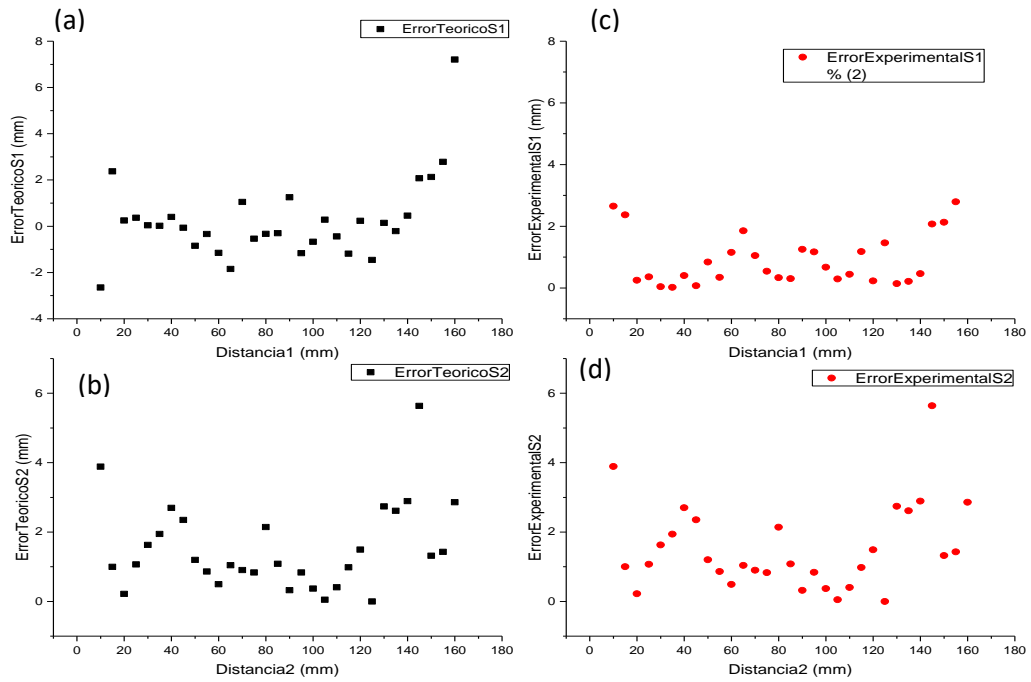 (a)
ErrorTeoricoS1
8
6
4
2
0
-2
-4
ErrorTeoricoS1 (mm)
0 20 40 60 80 100 120 140 160 180
Distancia1 (mm)
(c)
ErrorExperimentalS1
% (2)
8
6
4
2
0
ErrorExperimentalS1 (mm)
0 20 40 60 80 100 120 140 160 180
Distancia1 (mm)
(b)
ErrorTeoricoS2
6
4
2
0
ErrorTeoricoS2 (mm)
0 20 40 60 80 100 120 140 160 180
Distancia2 (mm)
(d)
ErrorExperimentalS2
6
4
2
0
ErrorExperimentalS2
0 20 40 60 80 100 120 140 160 180
Distancia2 (mm)